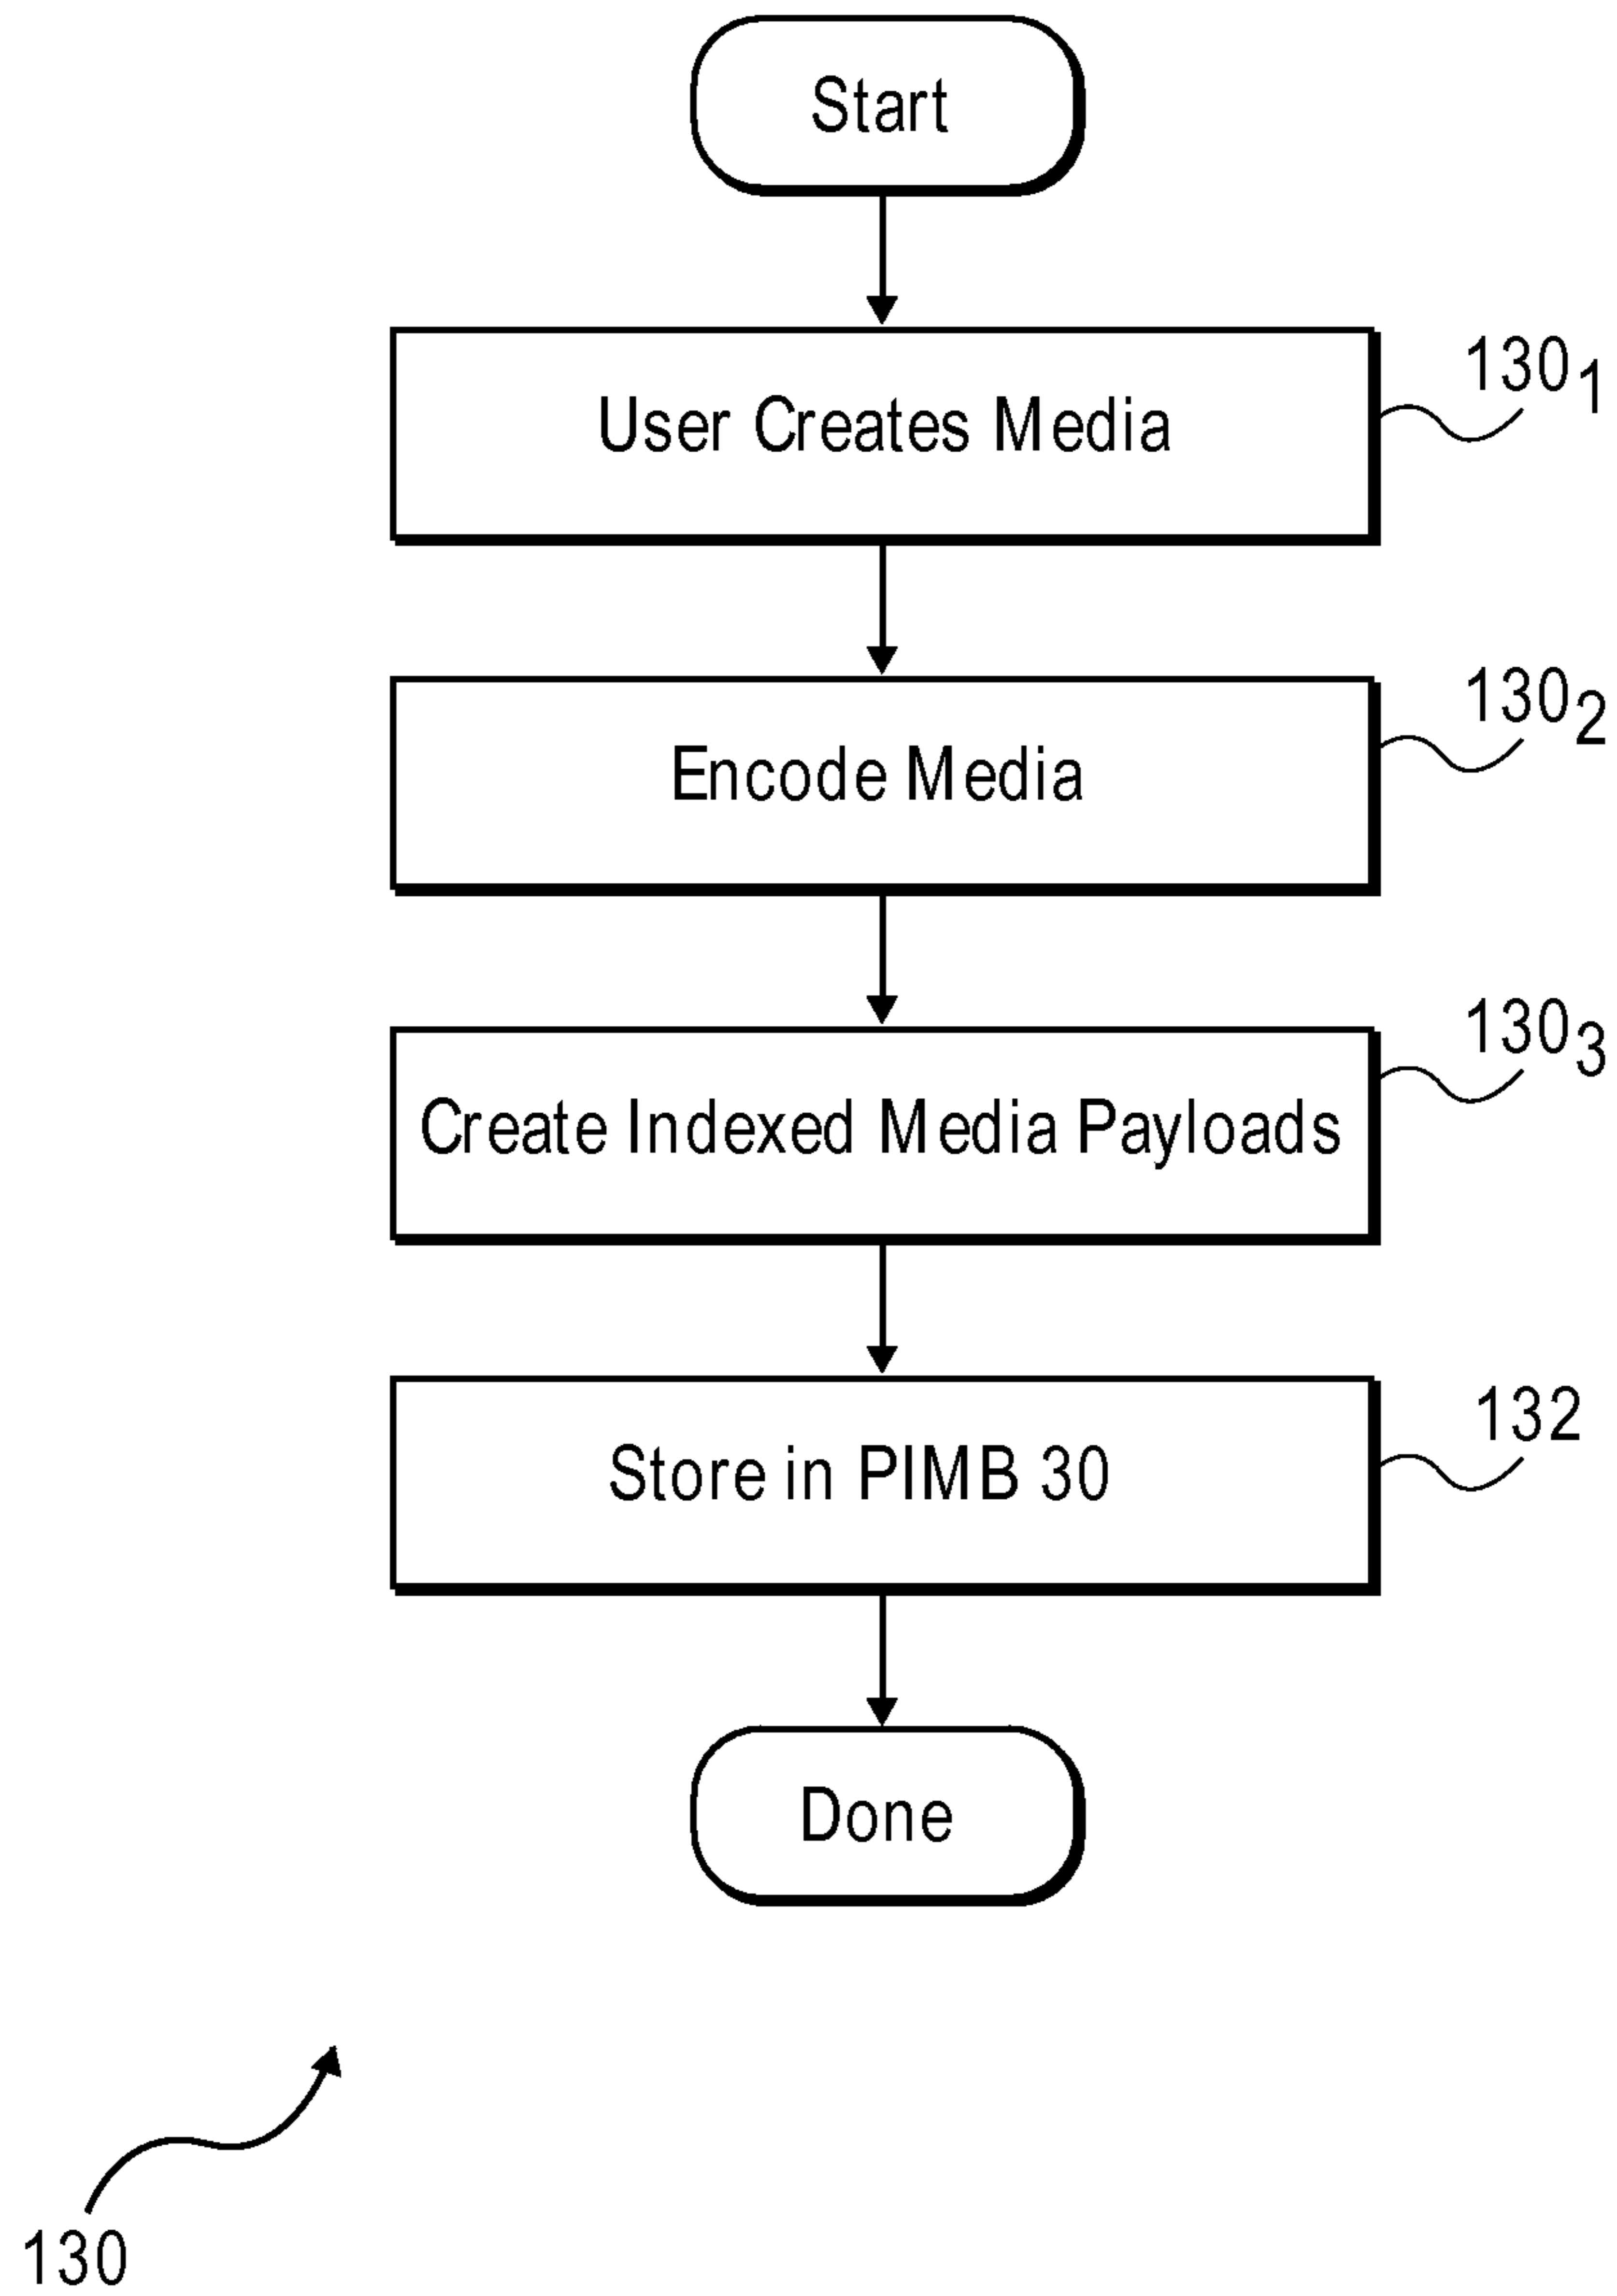 Start
User Creates Media
130₁
Encode Media
130₂
Create Indexed Media Payloads
130₃
Store in PIMB 30
132
Done
130